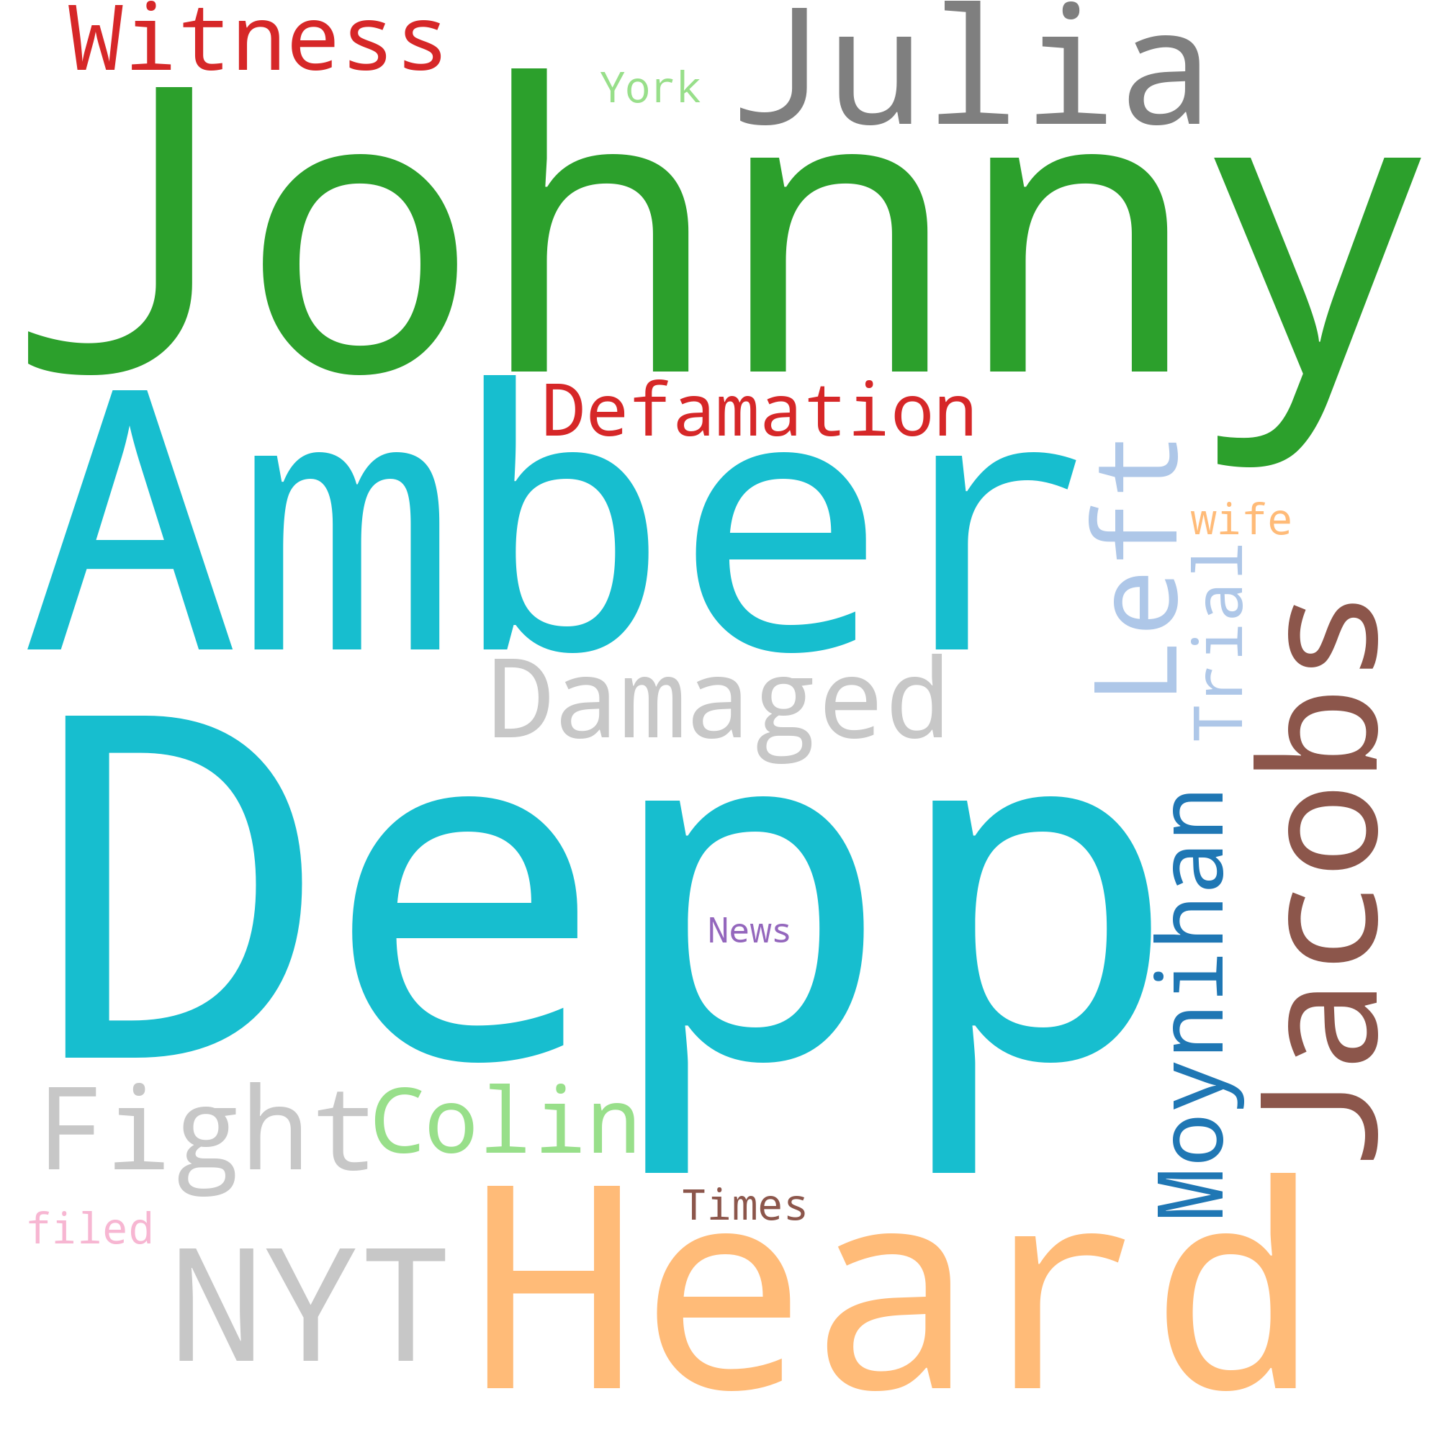 Witness
Julia
York
Johnny
Defamation
Amber
Left
wife
Trial
Jacobs
Damaged
Depp
Moynihan
News
Fight
Colin
Heard
Times
filed
NYT